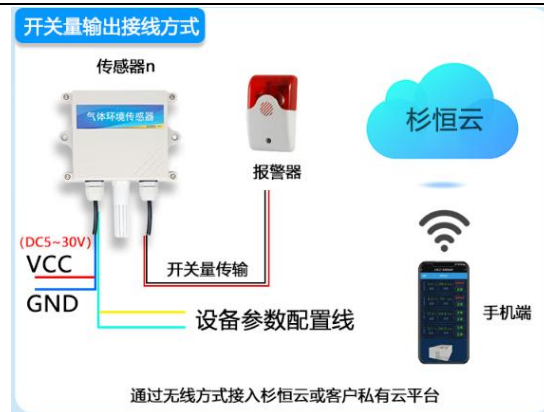 开关量输出接线方式
传感器n
气体环境传感器
杉恒云
报警器
(DC5~30V)
VCC
开关量传输
GND
设备参数配置线
手机端
通过无线方式接入杉恒云或客户私有云平台